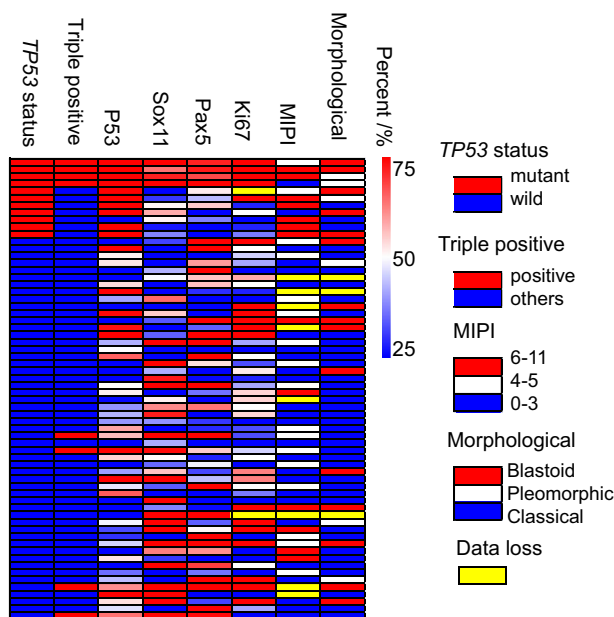 TP53 status
Triple positive
P53
Sox11
Pax5
Ki67
MIPI
Morphological
Percent /%
75
50
25
TP53 status
mutant
wild
Triple positive
positive
others
MIPI
6-11
4-5
0-3
Morphological
Blastoid
Pleomorphic
Classical
Data loss